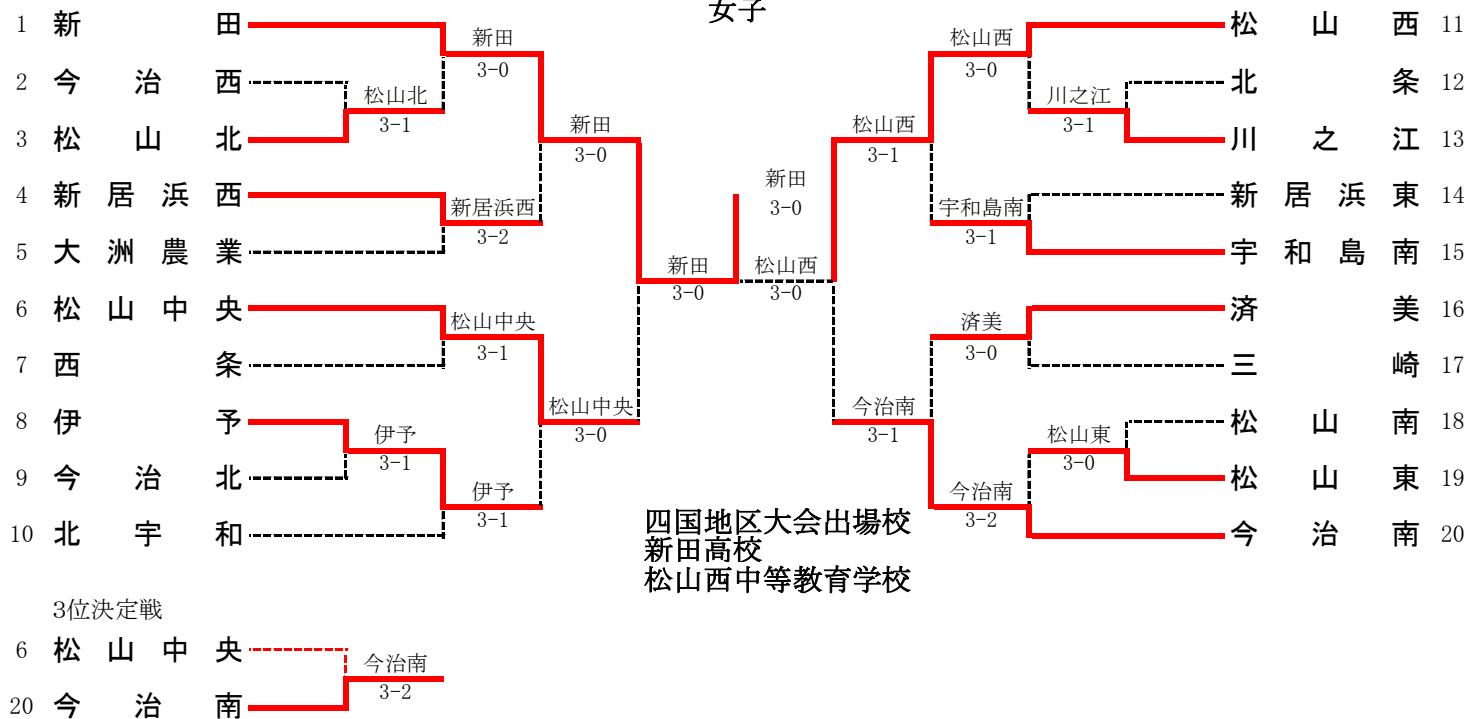 女子
1 新田
2 今治西
3 松山北
4 新居浜西
5 大洲農業
6 松山中央
7 西条
8 伊予
9 今治北
10 北宇和
松山北
3-1
伊予
3-1
新田
3-0
新居浜西
3-2
松山中央
3-1
伊予
3-1
新田
3-0
松山中央
3-0
新田
3-0
新田
3-0
松山西
3-0
松山西
3-1
今治南
3-1
松山西
3-0
宇和島南
3-1
済美
3-0
今治南
3-2
川之江
3-1
松山東
3-0
松山西 11
北条 12
川之江 13
新居浜東 14
宇和島南 15
済美 16
三崎 17
松山南 18
松山東 19
今治南 20
四国地区大会出場校
新田高校
松山西中等教育学校
3位決定戦
6 松山中央
20 今治南
今治南
3-2